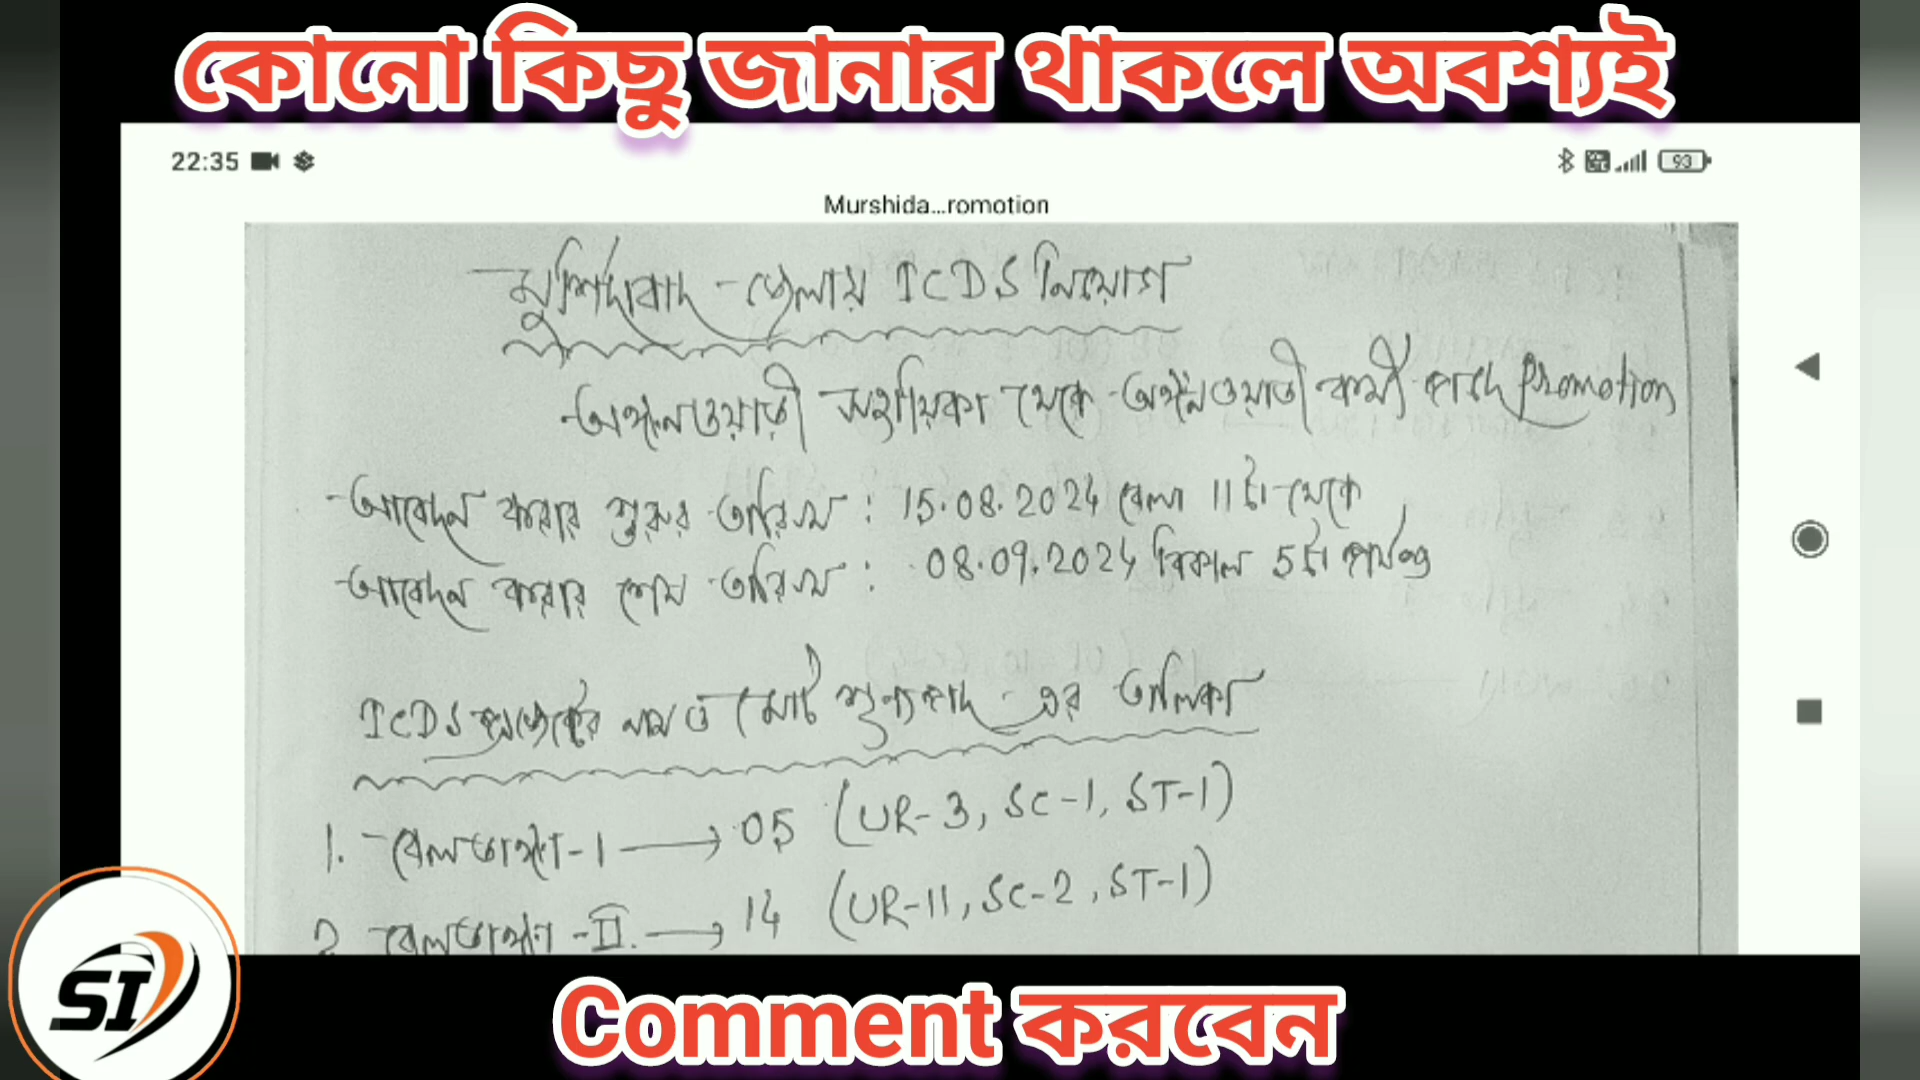 কোনো কিছু জানার থাকলে অবশ্যই
22:35
93
Murshida...romotion
মুর্শিদাবাদ জেলায় ICDS নিয়োগ
অঙ্গনওয়াড়ী সহায়িকা থেকে অঙ্গনওয়াড়ী কর্মী পদে Promotion
আবেদন করার শুরুর তারিখ : 15.08.2024 বেলা 11টা থেকে
আবেদন করার শেষ তারিখ : 08.09.2024 বিকাল 5টা পর্যন্ত
ICDS প্রজেক্টের নাম ও মোট শূন্যপদ এর তালিকা
1. বেলডাঙ্গা-I → 05 (UR-3, SC-1, ST-1)
2. বেলডাঙ্গা-II. → 14 (UR-11, SC-2, ST-1)
SI
Comment করবেন